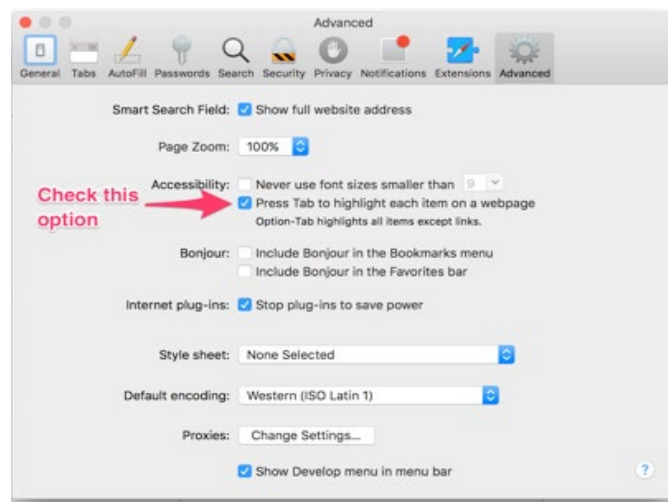 Advanced
General Tabs AutoFill Passwords Search Security Privacy Notifications Extensions Advanced
Smart Search Field: Show full website address
Page Zoom: 100%
Accessibility: Never use font sizes smaller than 9
Check this option
Press Tab to highlight each item on a webpage
Option-Tab highlights all items except links.
Bonjour: Include Bonjour in the Bookmarks menu
Include Bonjour in the Favorites bar
Internet plug-ins: Stop plug-ins to save power
Style sheet: None Selected
Default encoding: Western (ISO Latin 1)
Proxies: Change Settings...
Show Develop menu in menu bar
?